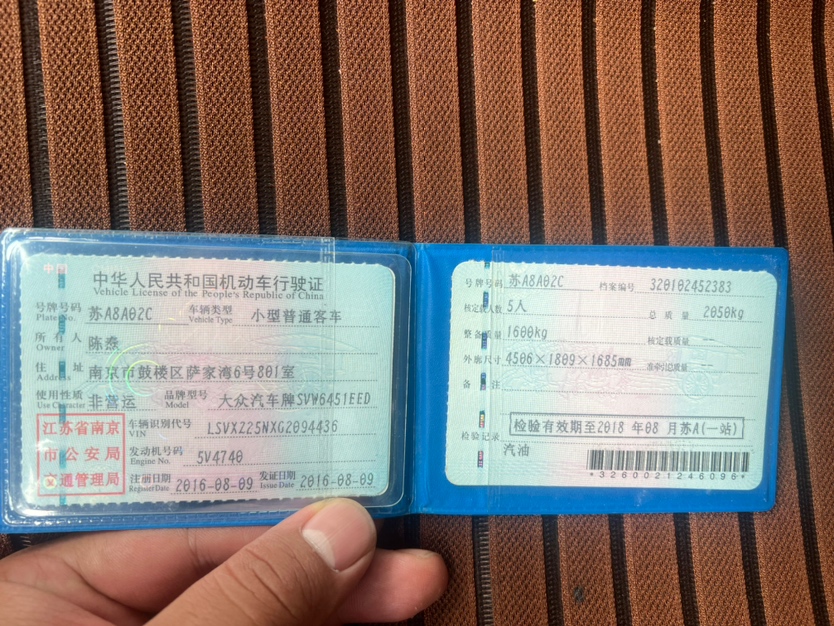 中国
中华人民共和国机动车行驶证
Vehicle License of the People's Republic of China
号牌号码 苏A8A02C 车辆类型 小型普通客车
Plate No. Vehicle Type
所有人 陈淼
Owner
住址 南京市鼓楼区萨家湾6号801室
Address
使用性质 非营运 品牌型号 大众汽车牌SVW6451EED
Use Character Model
江苏省南京
市公安局
交通管理局
车辆识别代号 LSVXZ25NXG2094436
VIN
发动机号码 5V4740
Engine No.
注册日期 2016-08-09 发证日期 2016-08-09
Register Date Issue Date
号牌号码 苏A8A02C 档案编号 320102452383
核定载人数 5人 总质量 2050kg
整备质量 1600kg 核定载质量 --
外廓尺寸 4506×1809×1685mm 准牵引总质量 --
备注
检验有效期至2018 年08 月苏A(一站)
检验记录
汽油
*3260021246096*